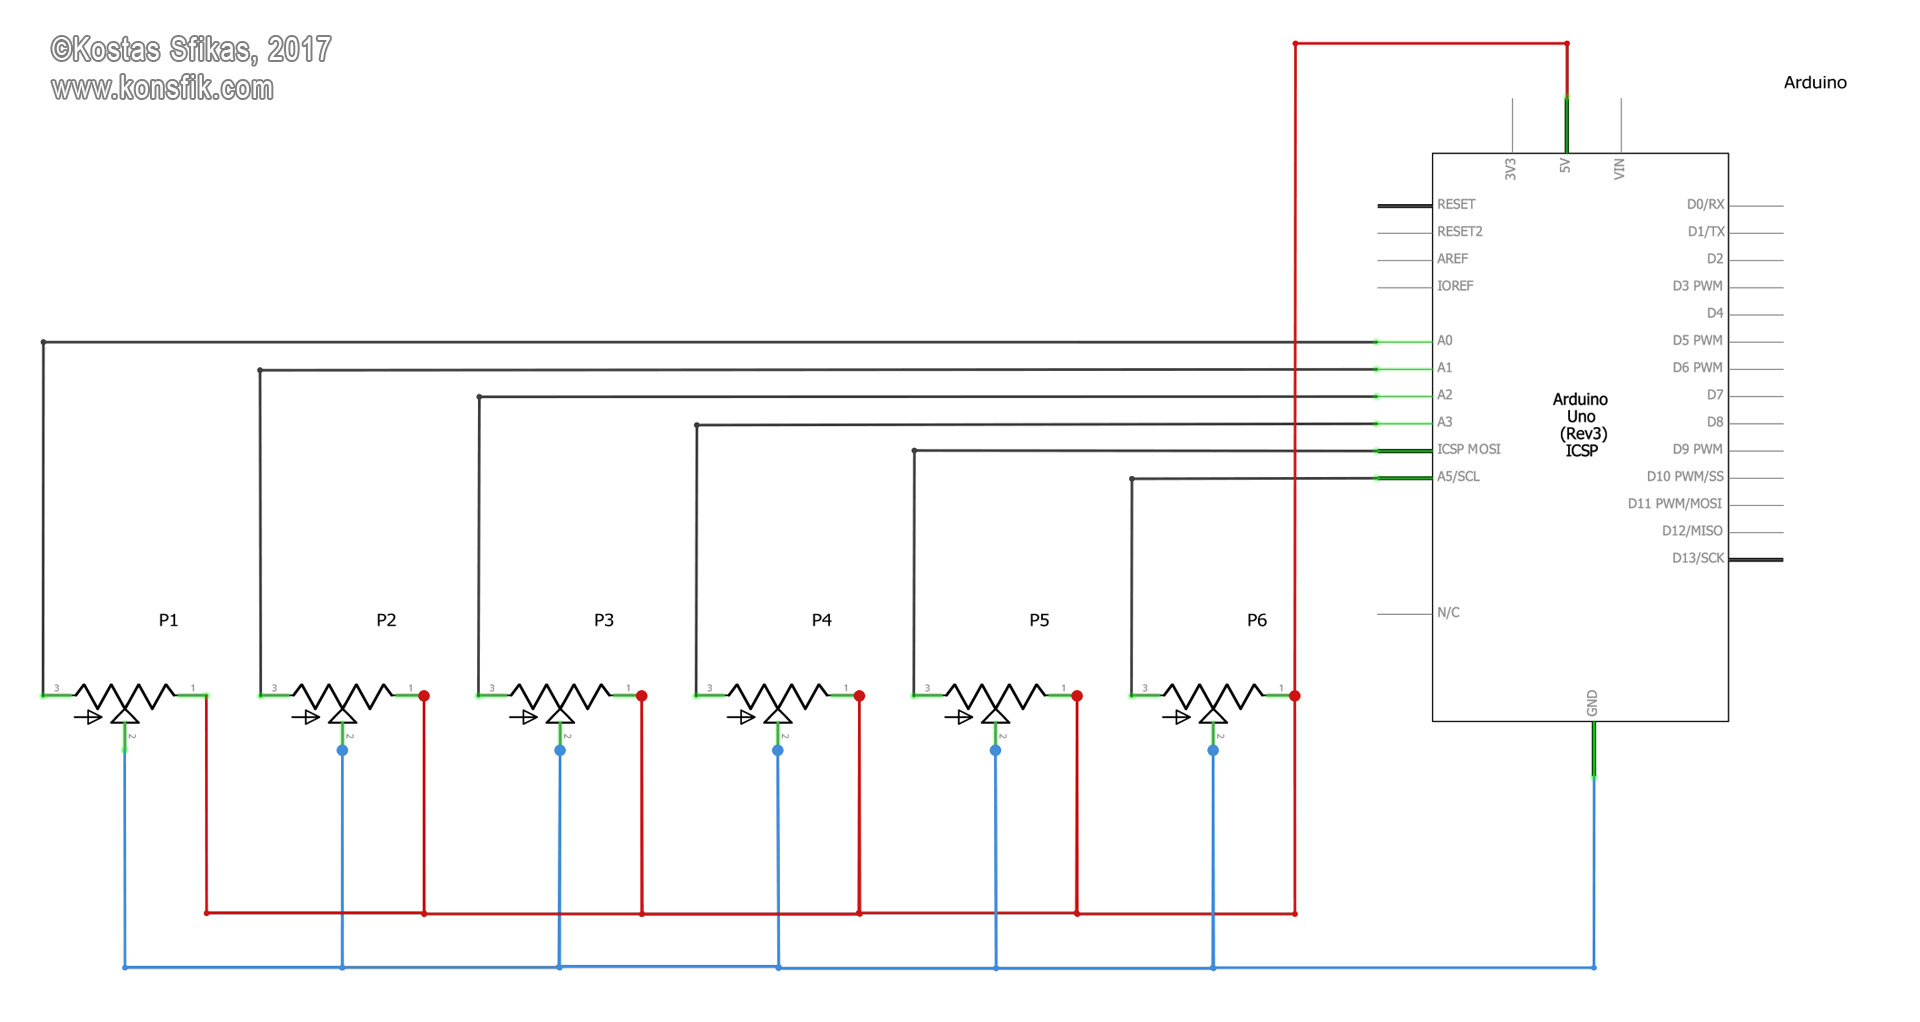 ©Kostas Sfikas, 2017
www.konsfik.com
Arduino
3V3
5V
VIN
RESET
RESET2
AREF
IOREF
A0
A1
A2
A3
ICSP MOSI
A5/SCL
N/C
Arduino
Uno
(Rev3)
ICSP
D0/RX
D1/TX
D2
D3 PWM
D4
D5 PWM
D6 PWM
D7
D8
D9 PWM
D10 PWM/SS
D11 PWM/MOSI
D12/MISO
D13/SCK
GND
P1
P2
P3
P4
P5
P6
3
1
2
3
1
2
3
1
2
3
1
2
3
1
2
3
1
2